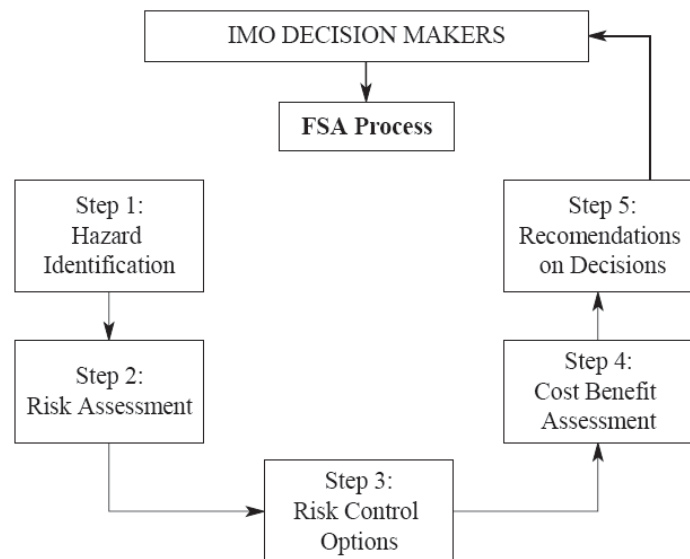 IMO DECISION MAKERS
FSA Process
Step 1:
Hazard
Identification
Step 2:
Risk Assessment
Step 3:
Risk Control
Options
Step 4:
Cost Benefit
Assessment
Step 5:
Recomendations
on Decisions